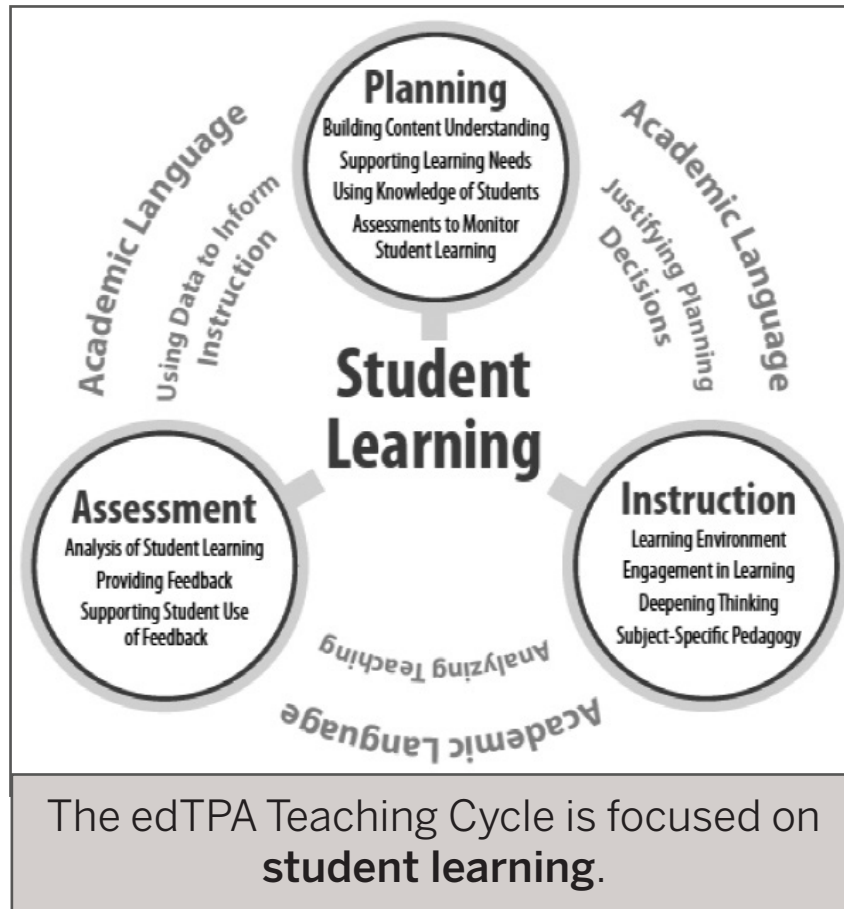 Planning
Building Content Understanding
Supporting Learning Needs
Using Knowledge of Students
Assessments to Monitor
Student Learning
Academic Language
Using Data to Inform
Instruction
Academic Language
Justifying Planning
Decisions
Student
Learning
Assessment
Analysis of Student Learning
Providing Feedback
Supporting Student Use
of Feedback
Instruction
Learning Environment
Engagement in Learning
Deepening Thinking
Subject-Specific Pedagogy
Analyzing Teaching
Academic Language
The edTPA Teaching Cycle is focused on
student learning.